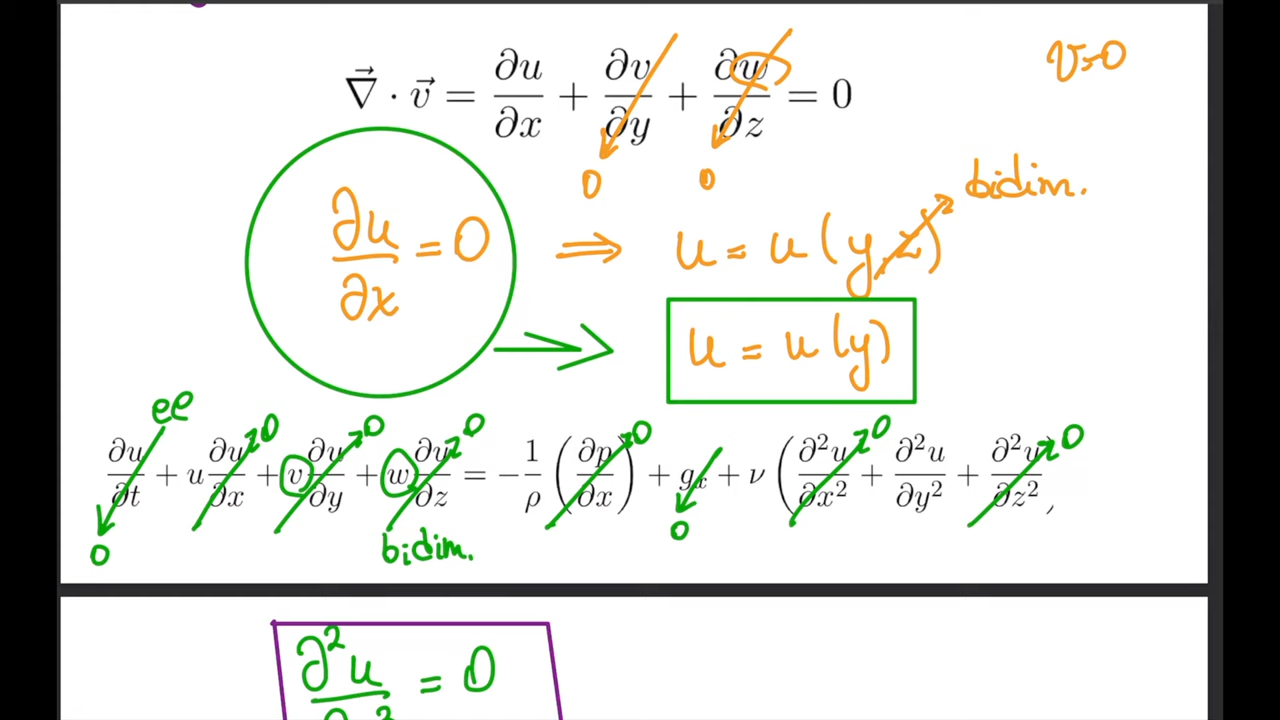 v=0
∇⃗ · v⃗ = ∂u/∂x + ∂v/∂y + ∂w/∂z = 0
0 0
bidim.
∂u/∂x = 0 ⇒ u = u(y,z)
u = u(y)
ee
0 0 0 0 0 0
∂u/∂t + u ∂u/∂x + v ∂u/∂y + w ∂u/∂z = −1/ρ (∂p/∂x) + gₓ + ν (∂²u/∂x² + ∂²u/∂y² + ∂²u/∂z² ,
0 bidim. 0
∂²u/∂y² = 0